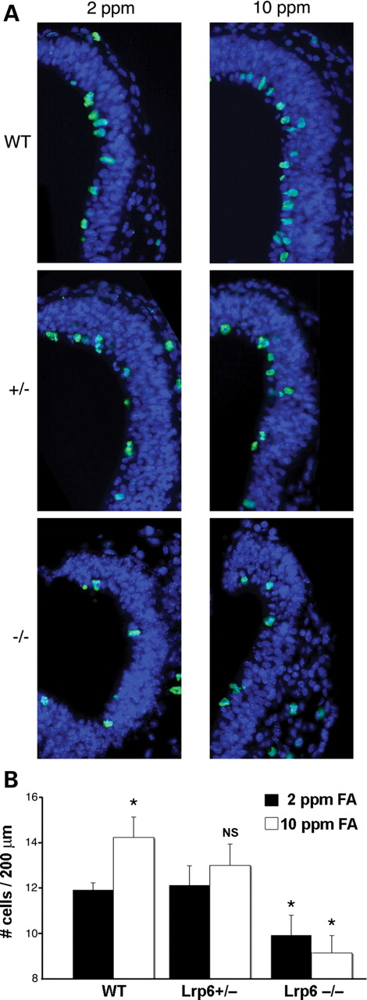 A
2 ppm
10 ppm
WT
+/-
-/-
B
# cells / 200 µm
16
14
12
10
8
*
NS
*
*
2 ppm FA
10 ppm FA
WT
Lrp6+/–
Lrp6 –/–